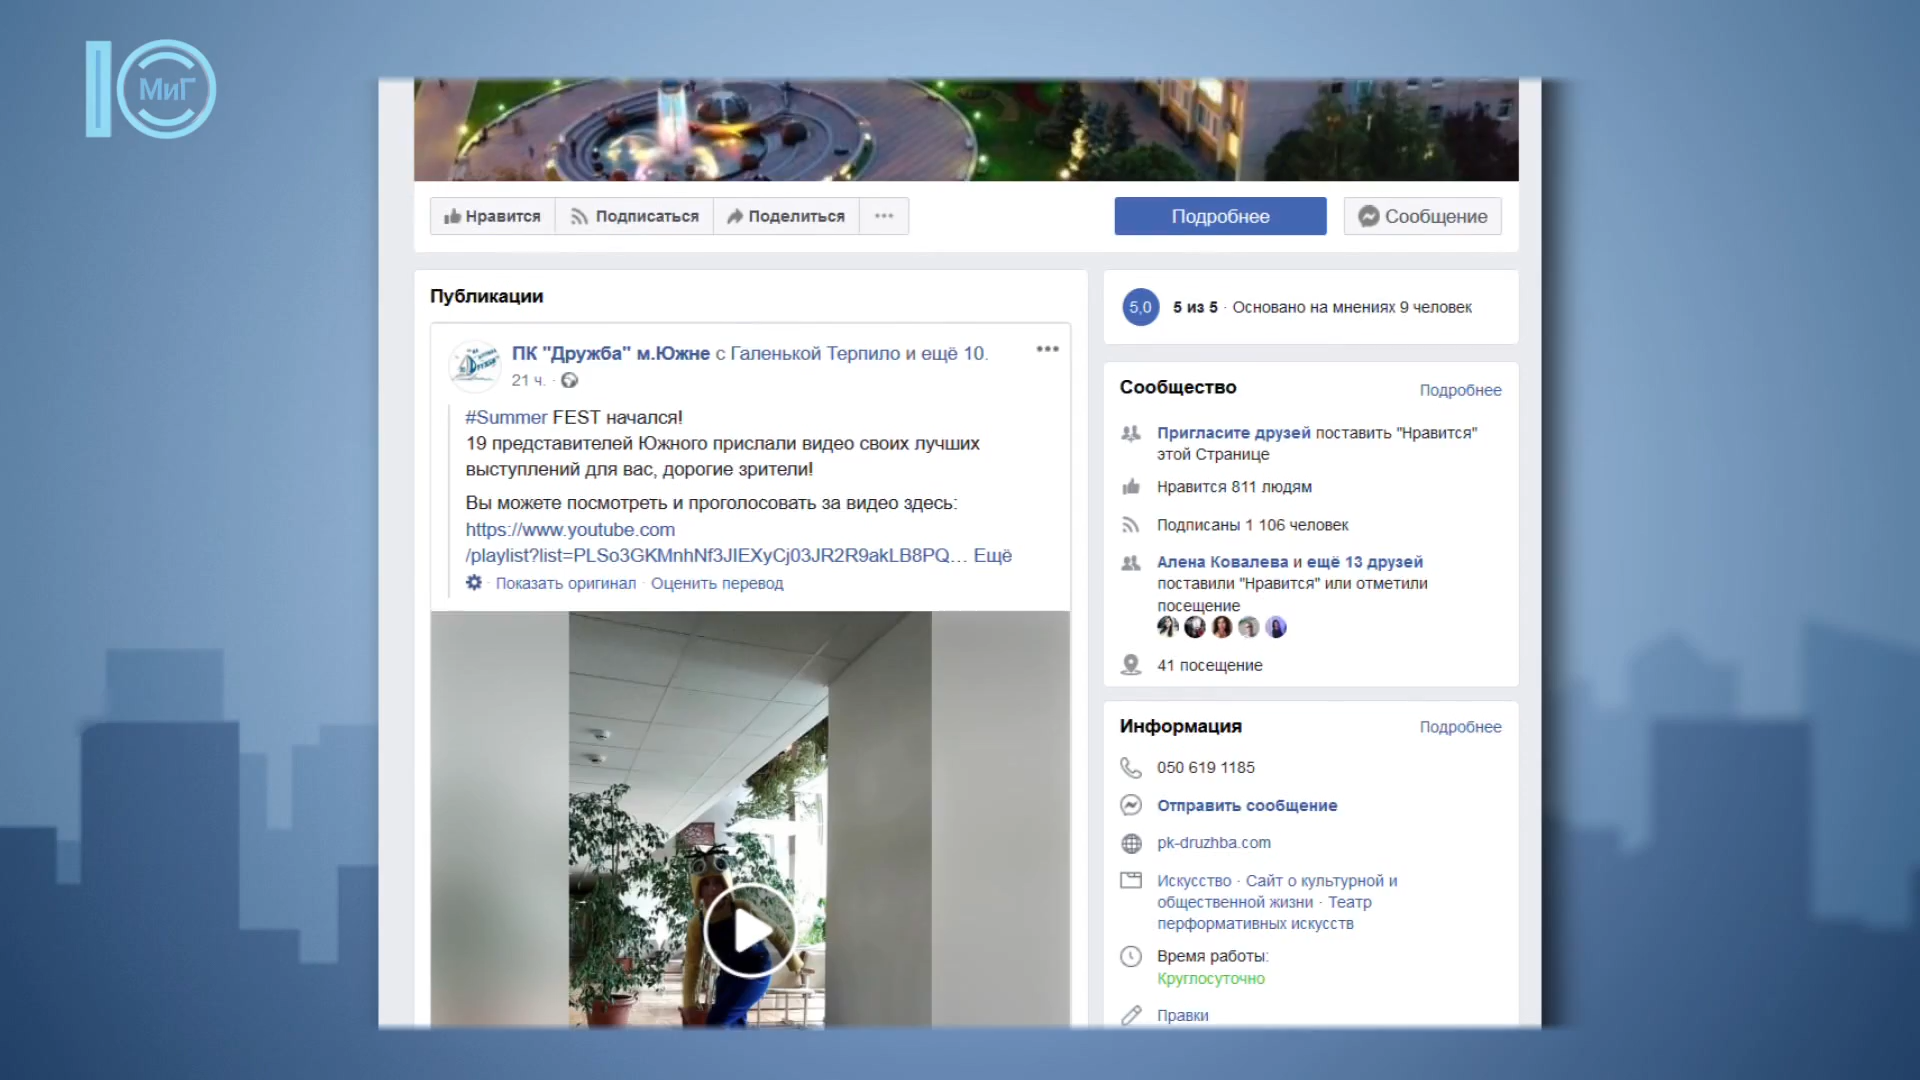 МиГ
Нравится
Подписаться
Поделиться
Подробнее
Сообщение
Публикации
ПК "Дружба" м.Южне с Галенькой Терпило и ещё 10.
21 ч. ·
#Summer FEST начался!
19 представителей Южного прислали видео своих лучших
выступлений для вас, дорогие зрители!
Вы можете посмотреть и проголосовать за видео здесь:
https://www.youtube.com
/playlist?list=PLSo3GKMnhNf3JIEXyCj03JR2R9akLB8PQ… Ещё
Показать оригинал · Оценить перевод
5,0 5 из 5 · Основано на мнениях 9 человек
Сообщество Подробнее
Пригласите друзей поставить "Нравится"
этой Странице
Нравится 811 людям
Подписаны 1 106 человек
Алена Ковалева и ещё 13 друзей
поставили "Нравится" или отметили
посещение
41 посещение
Информация Подробнее
050 619 1185
Отправить сообщение
pk-druzhba.com
Искусство · Сайт о культурной и
общественной жизни · Театр
перформативных искусств
Время работы:
Круглосуточно
Правки